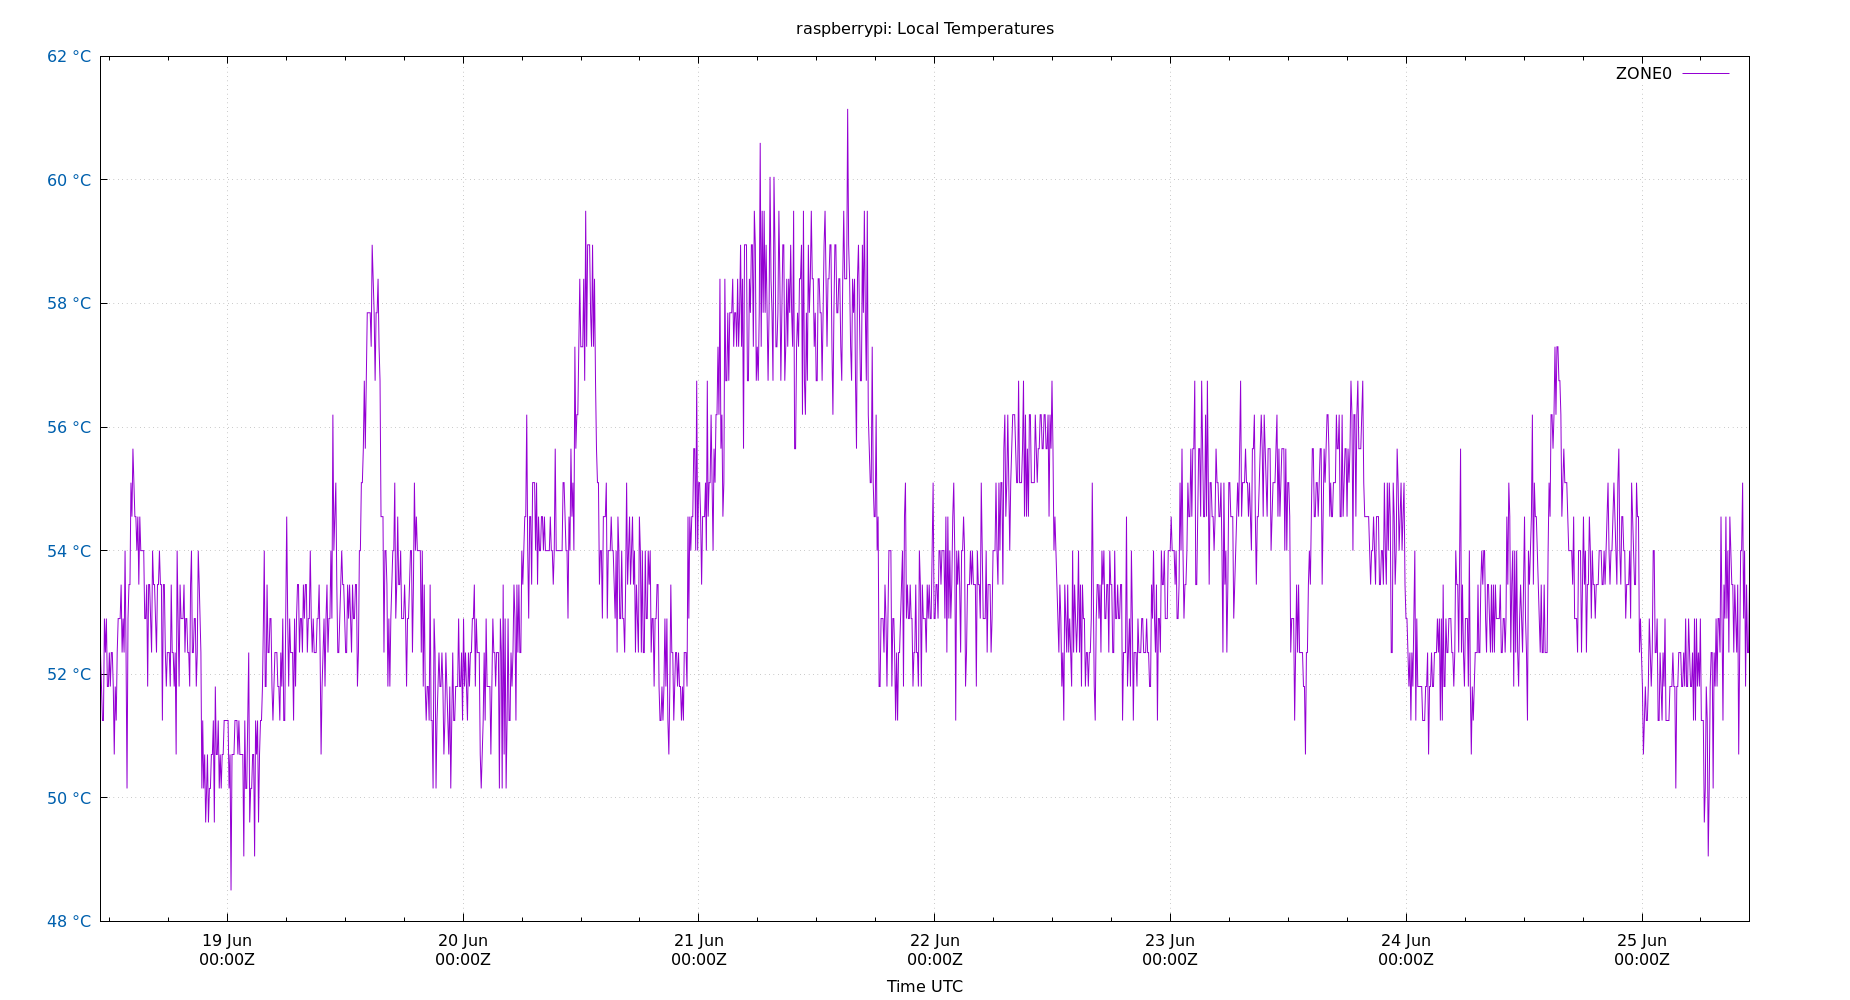 raspberrypi: Local Temperatures
62 °C
ZONE0
60 °C
58 °C
56 °C
54 °C
52 °C
50 °C
48 °C
19 Jun 20 Jun 21 Jun 22 Jun 23 Jun 24 Jun 25 Jun
00:00Z 00:00Z 00:00Z 00:00Z 00:00Z 00:00Z 00:00Z
Time UTC